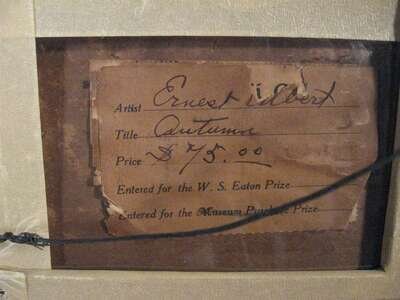 Artist Ernest Albert
Title Autumn
Price $75.00
Entered for the W. S. Eaton Prize
Entered for the Museum Purchase Prize